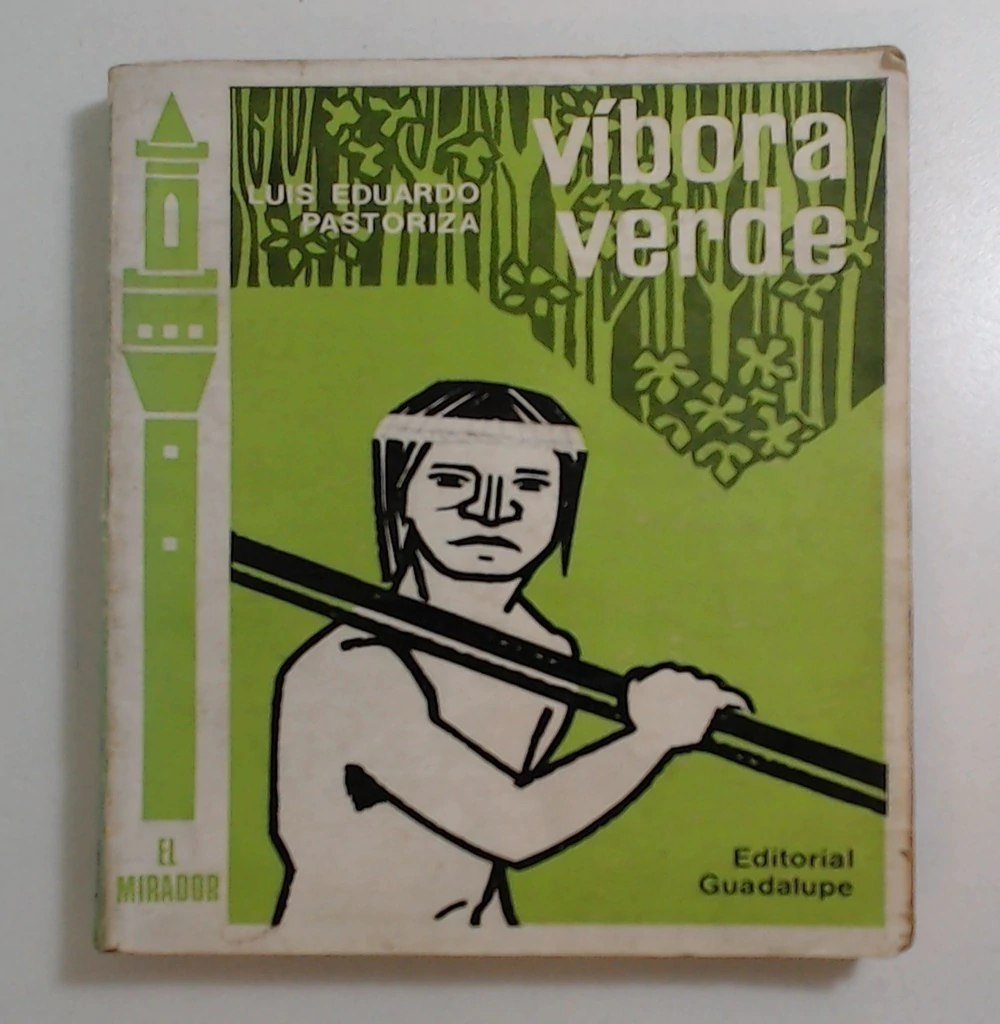 víbora
verde
LUIS EDUARDO
PASTORIZA
EL
MIRADOR
Editorial
Guadalupe